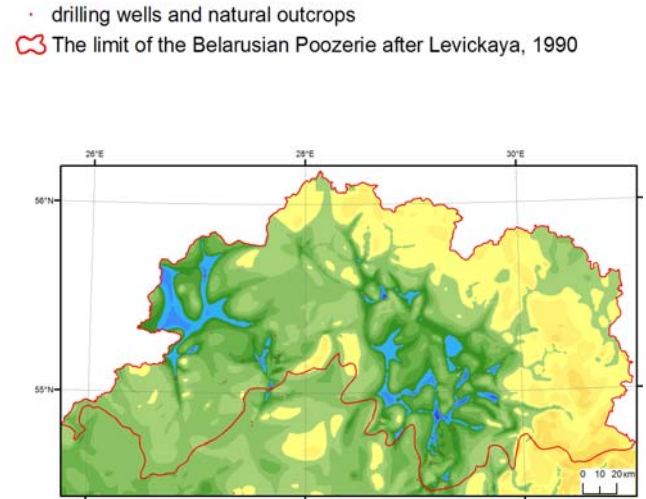 drilling wells and natural outcrops
The limit of the Belarusian Poozerie after Levickaya, 1990
26°E
28°E
30°E
56°N
55°N
0 10 20 km